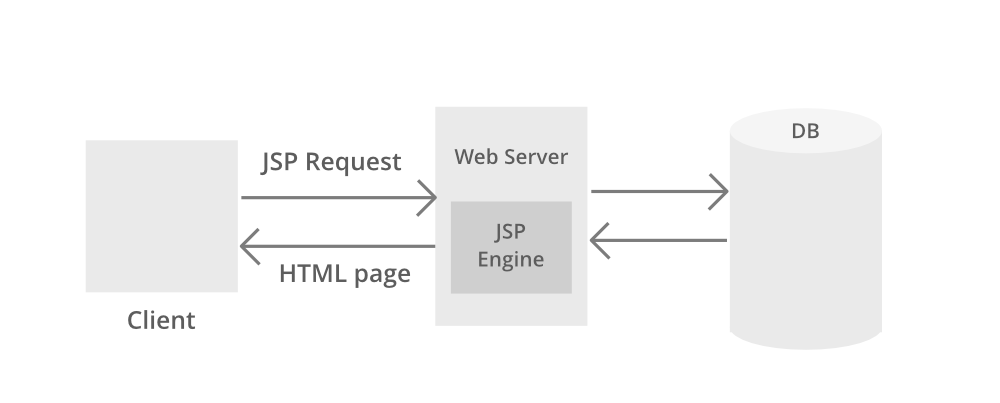 JSP Request
HTML page
Client
Web Server
JSP
Engine
DB